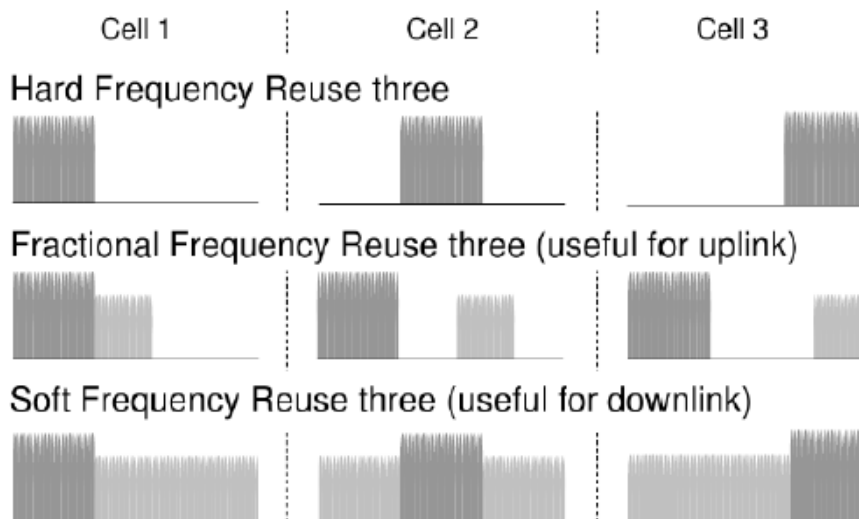 Cell 1 Cell 2 Cell 3
Hard Frequency Reuse three
Fractional Frequency Reuse three (useful for uplink)
Soft Frequency Reuse three (useful for downlink)